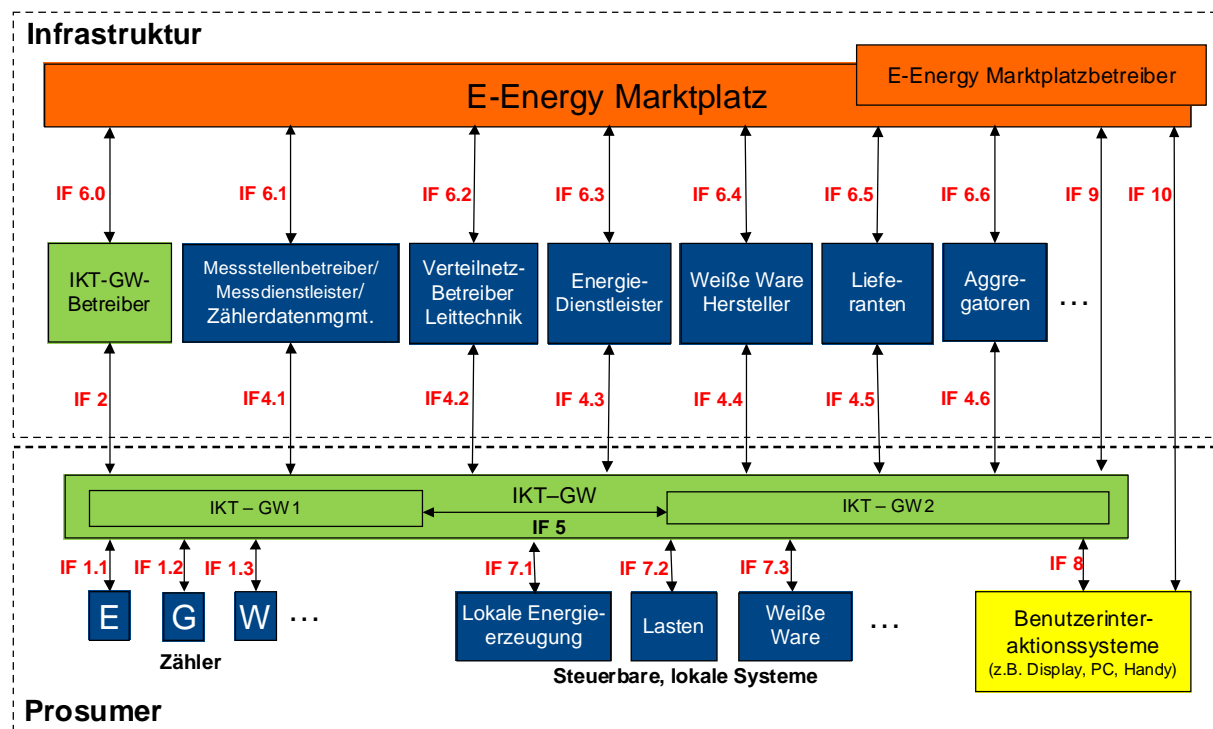 Infrastruktur
E-Energy Marktplatzbetreiber
E-Energy Marktplatz
IF 6.0
IF 6.1
IF 6.2
IF 6.3
IF 6.4
IF 6.5
IF 6.6
IF 9
IF 10
IKT-GW-
Betreiber
Messstellenbetreiber/
Messdienstleister/
Zählerdatenmgmt.
Verteilnetz-
Betreiber
Leittechnik
Energie-
Dienstleister
Weiße Ware
Hersteller
Liefe-
ranten
Aggre-
gatoren
...
IF 2
IF4.1
IF4.2
IF 4.3
IF 4.4
IF 4.5
IF 4.6
IKT–GW
IKT – GW1
IF 5
IKT – GW2
IF 1.1
IF 1.2
IF 1.3
IF 7.1
IF 7.2
IF 7.3
IF 8
E
G
W
...
Zähler
Lokale Energie-
erzeugung
Lasten
Weiße
Ware
...
Steuerbare, lokale Systeme
Benutzerinter-
aktionssysteme
(z.B. Display, PC, Handy)
Prosumer